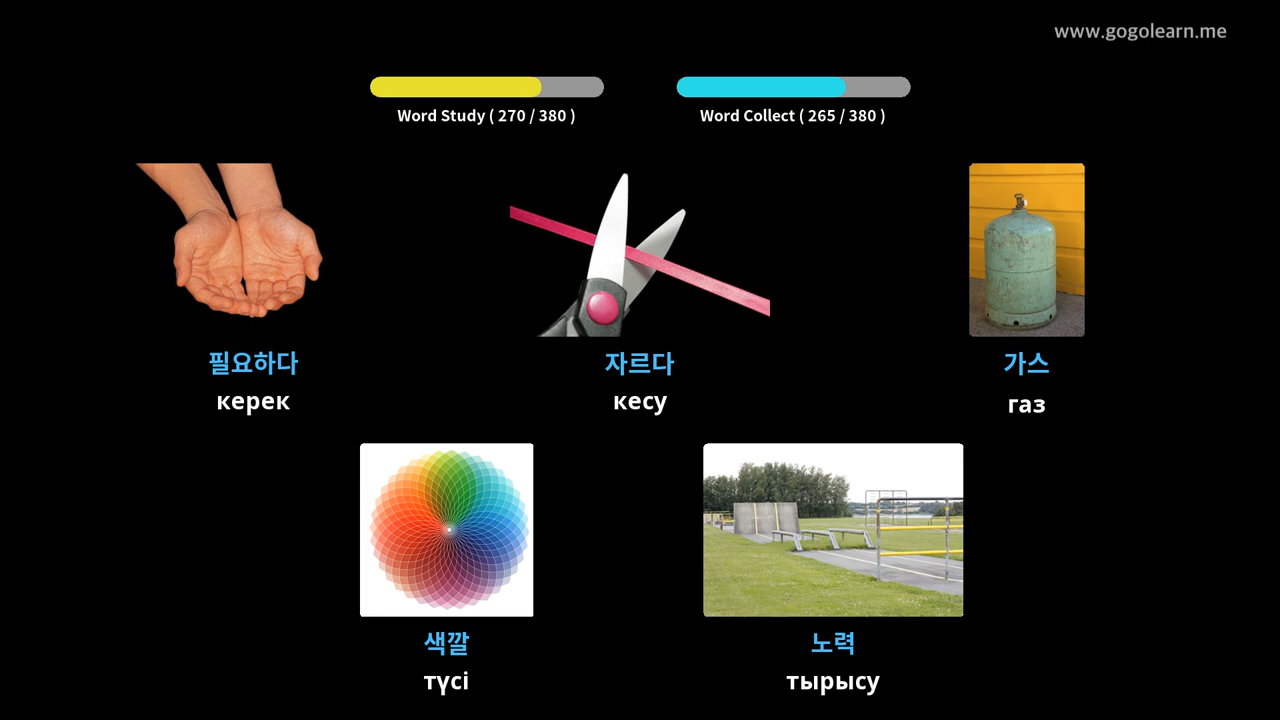 www.gogolearn.me
Word Study ( 270 / 380 )
Word Collect ( 265 / 380 )
필요하다
керек
자르다
кесу
가스
газ
색깔
түсі
노력
тырысу